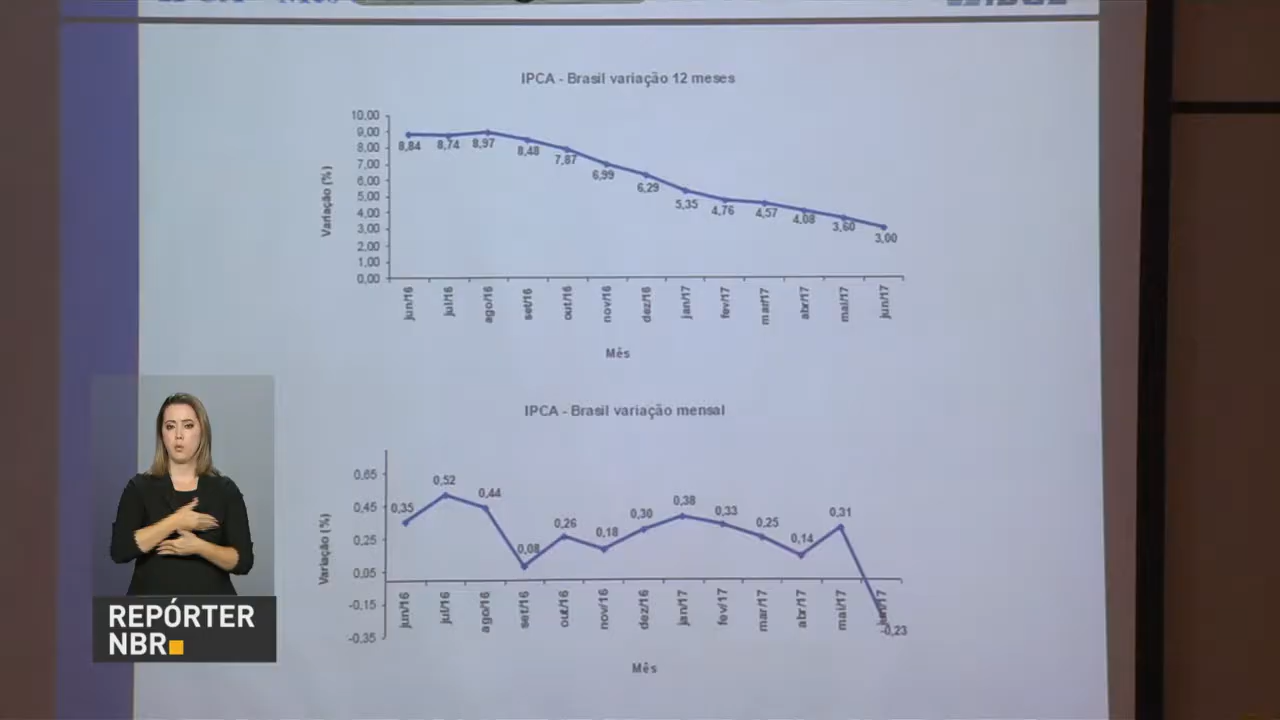 IPCA - Brasil variação 12 meses
10,00
9,00
8,00
7,00
6,00
5,00
4,00
3,00
2,00
1,00
0,00
Variação (%)
8,84
8,74
8,97
8,48
7,87
6,99
6,29
5,35
4,76
4,57
4,08
3,60
3,00
jun/16
jul/16
ago/16
set/16
out/16
nov/16
dez/16
jan/17
fev/17
mar/17
abr/17
mai/17
jun/17
Mês
IPCA - Brasil variação mensal
0,65
0,45
0,25
0,05
-0,15
-0,35
Variação (%)
0,35
0,52
0,44
0,08
0,26
0,18
0,30
0,38
0,33
0,25
0,14
0,31
-0,23
jun/16
jul/16
ago/16
set/16
out/16
nov/16
dez/16
jan/17
fev/17
mar/17
abr/17
mai/17
jun/17
Mês
REPÓRTER
NBR